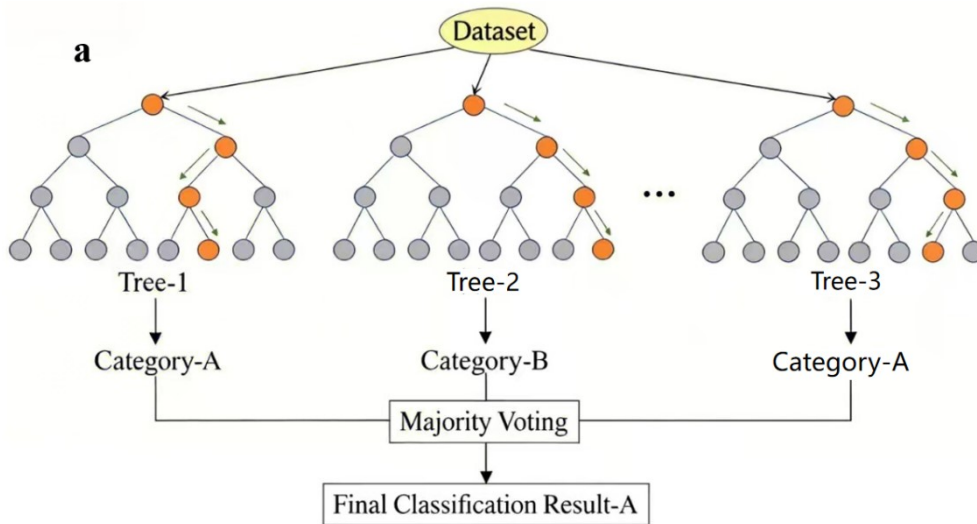 a
Dataset
...
Tree-1
Tree-2
Tree-3
Category-A
Category-B
Category-A
Majority Voting
Final Classification Result-A